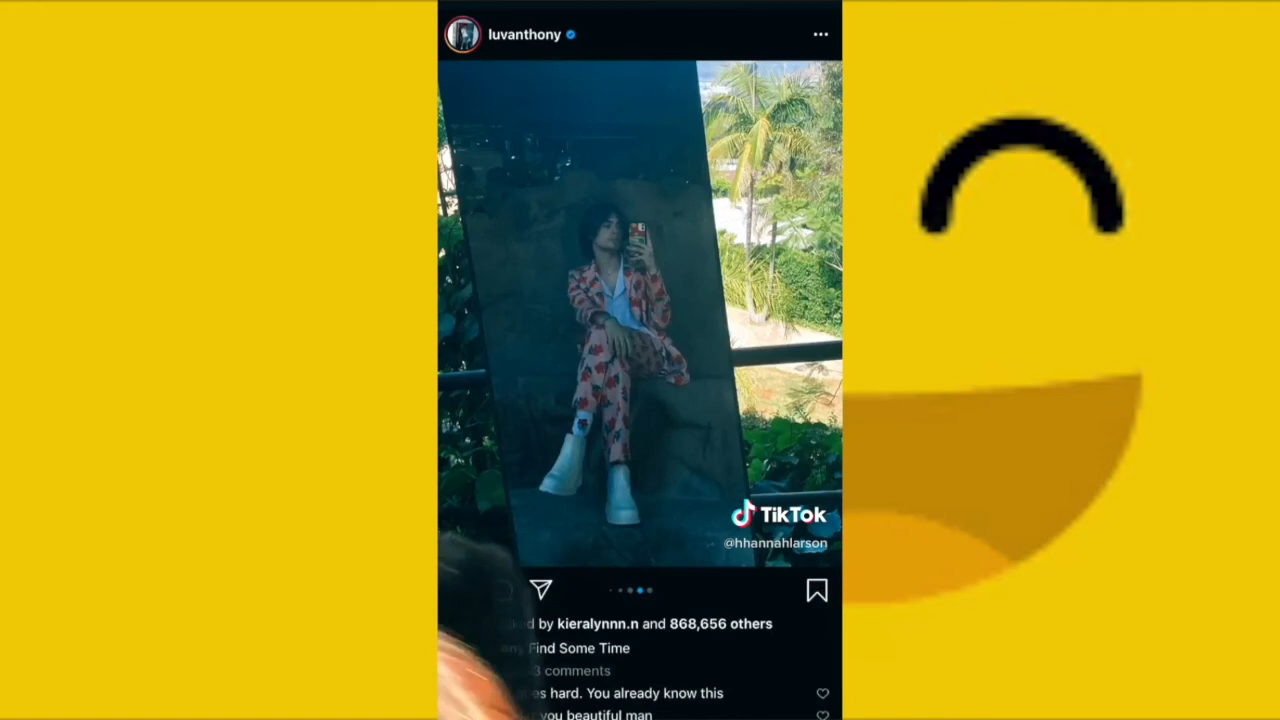 luvanthony
TikTok
@hhannahlarson
by kieralynnn.n and 868,656 others
Find Some Time
3 comments
hard. You already know this
you beautiful man